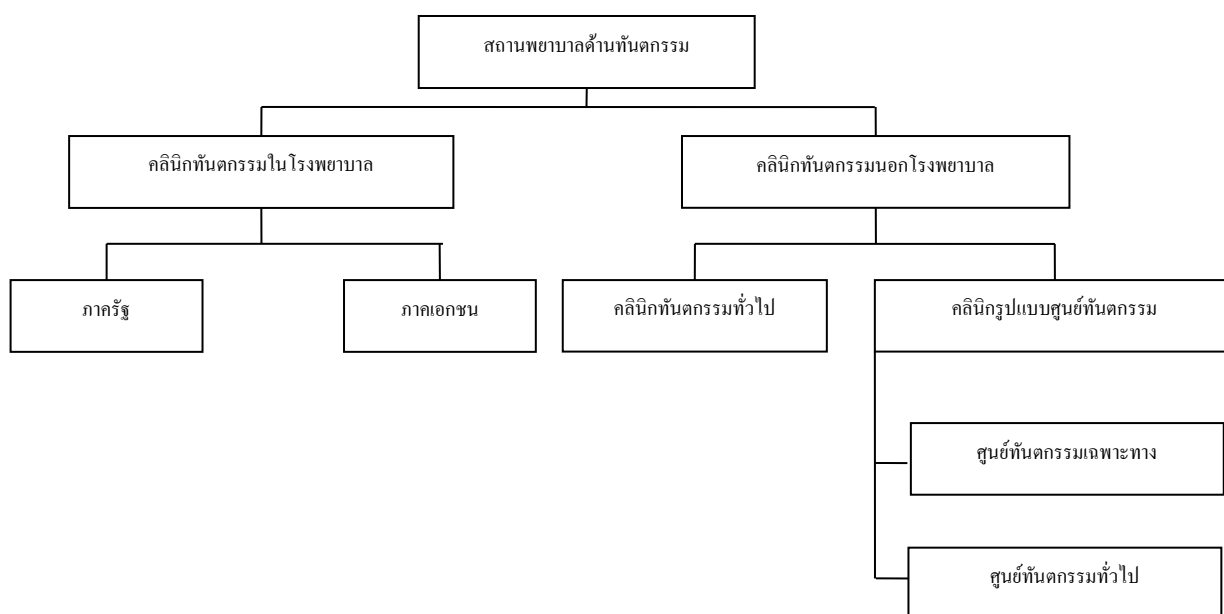 สถานพยาบาลด้านทันตกรรม
คลินิกทันตกรรมในโรงพยาบาล
คลินิกทันตกรรมนอกโรงพยาบาล
ภาครัฐ
ภาคเอกชน
คลินิกทันตกรรมทั่วไป
คลินิกรูปแบบศูนย์ทันตกรรม
ศูนย์ทันตกรรมเฉพาะทาง
ศูนย์ทันตกรรมทั่วไป